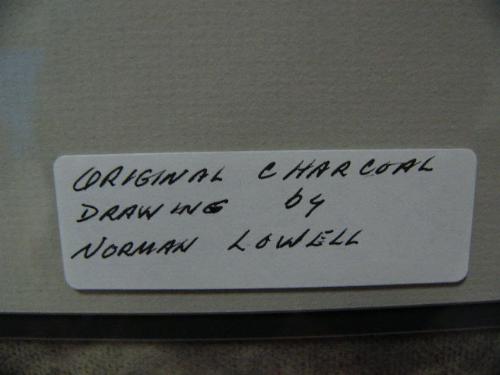 ORIGINAL CHARCOAL
DRAWING by
NORMAN LOWELL